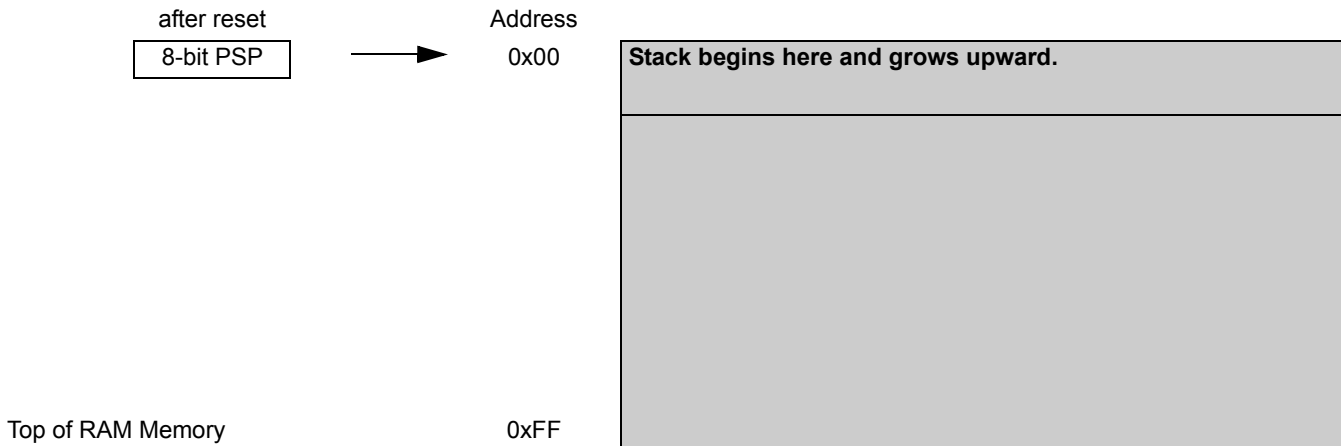 after reset
Address
8-bit PSP
0x00
Stack begins here and grows upward.
Top of RAM Memory
0xFF